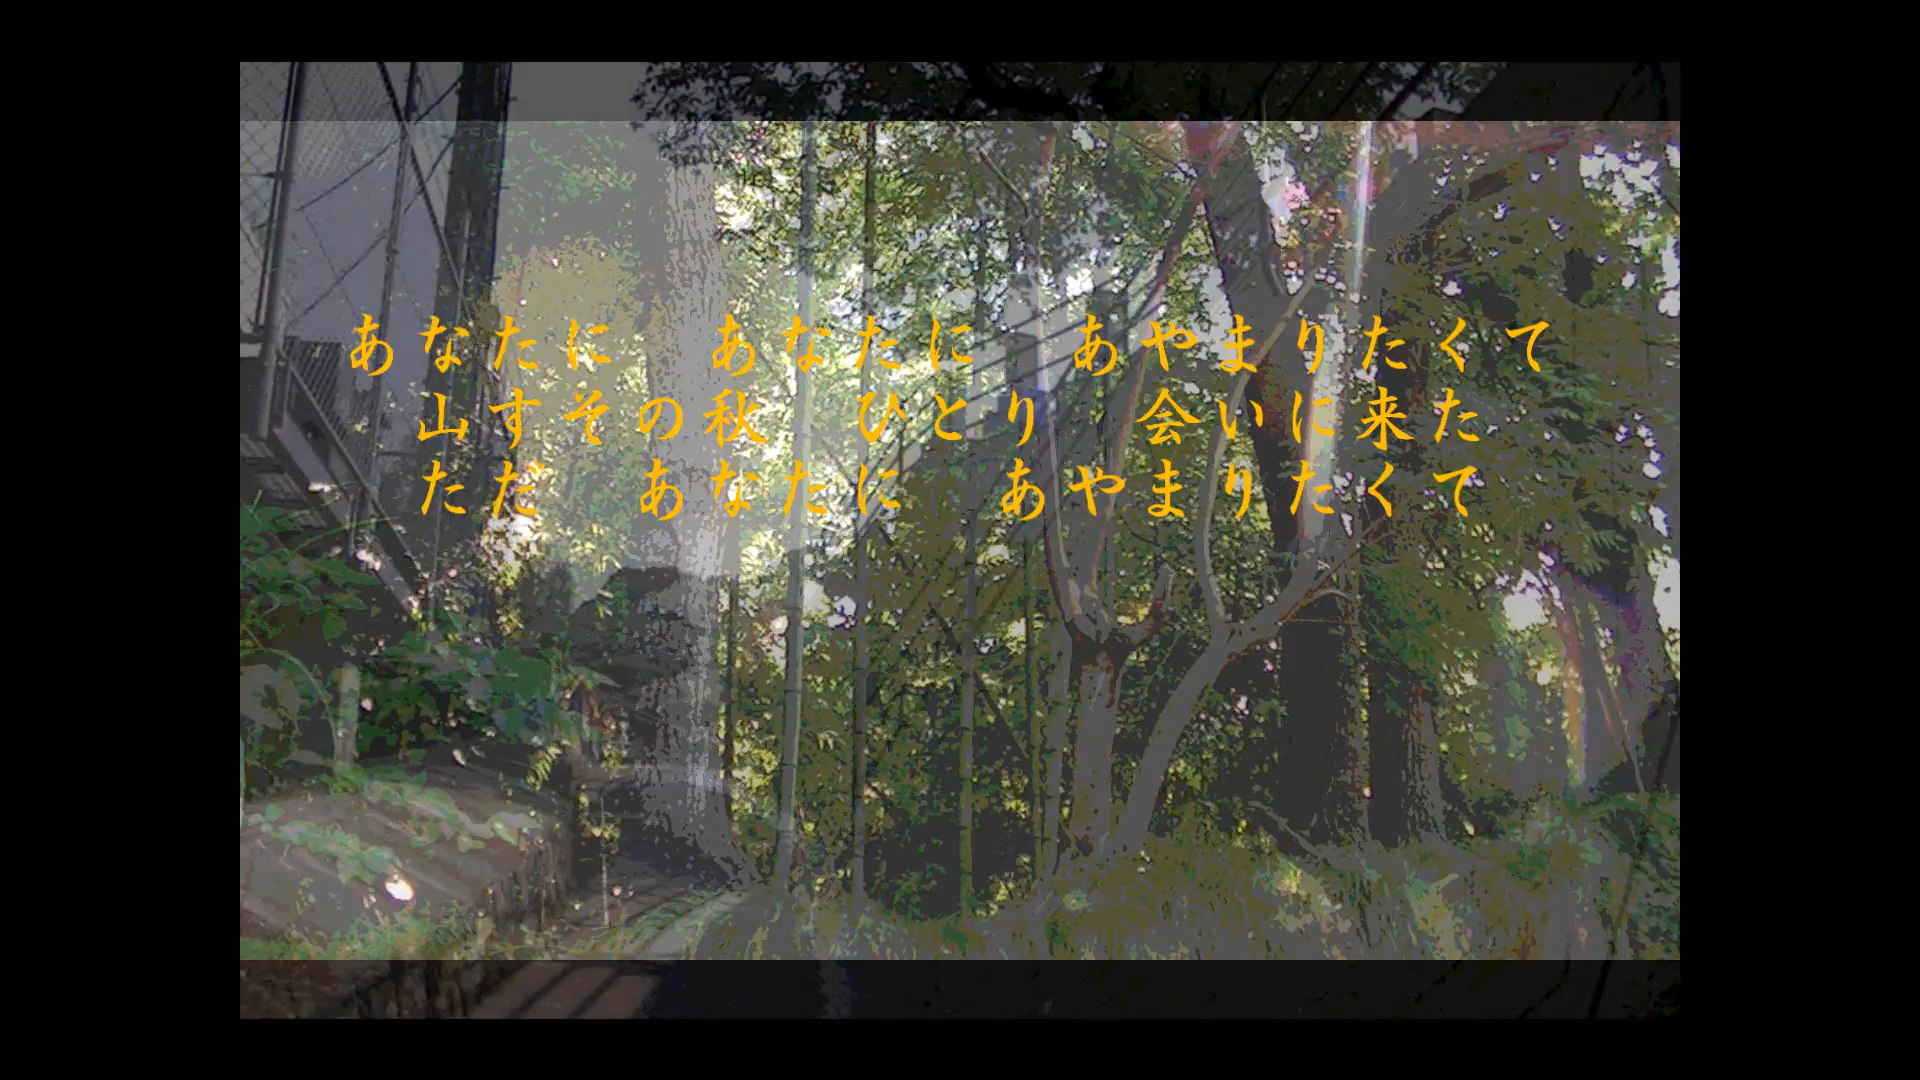 あなたに　あなたに　あやまりたくて
山すその秋　ひとり　会いに来た
ただ　あなたに　あやまりたくて